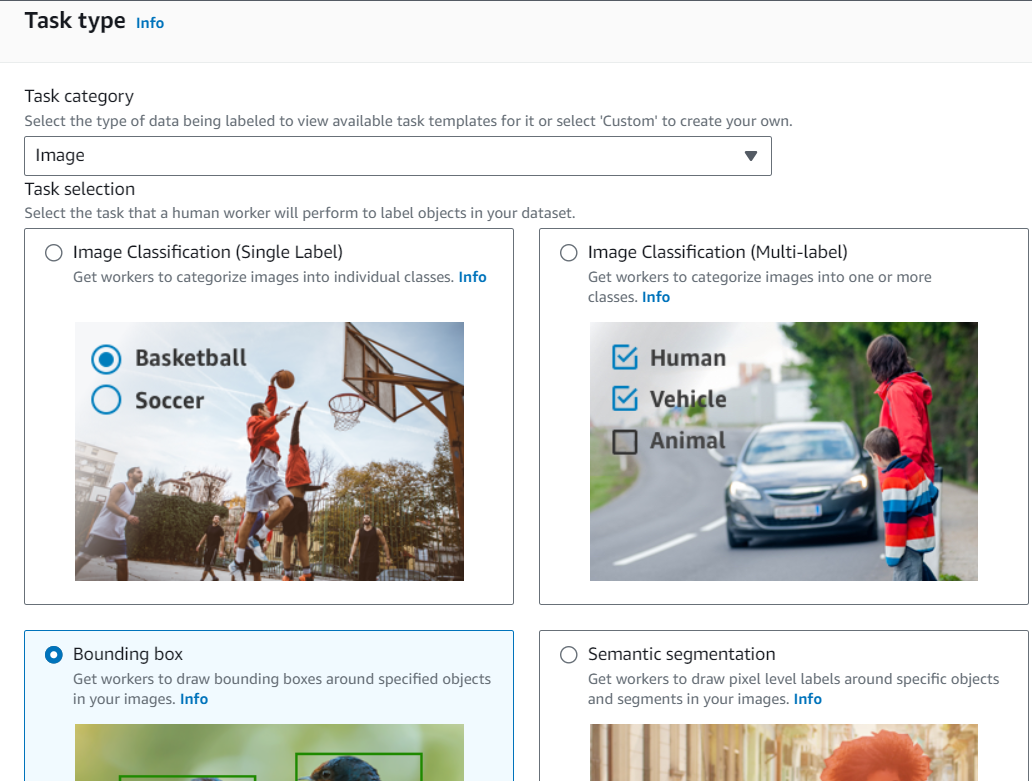 Task type Info
Task category
Select the type of data being labeled to view available task templates for it or select 'Custom' to create your own.
Image
Task selection
Select the task that a human worker will perform to label objects in your dataset.
Image Classification (Single Label)
Get workers to categorize images into individual classes. Info
Basketball
Soccer
Image Classification (Multi-label)
Get workers to categorize images into one or more
classes. Info
Human
Vehicle
Animal
Bounding box
Get workers to draw bounding boxes around specified objects
in your images. Info
Semantic segmentation
Get workers to draw pixel level labels around specific objects
and segments in your images. Info